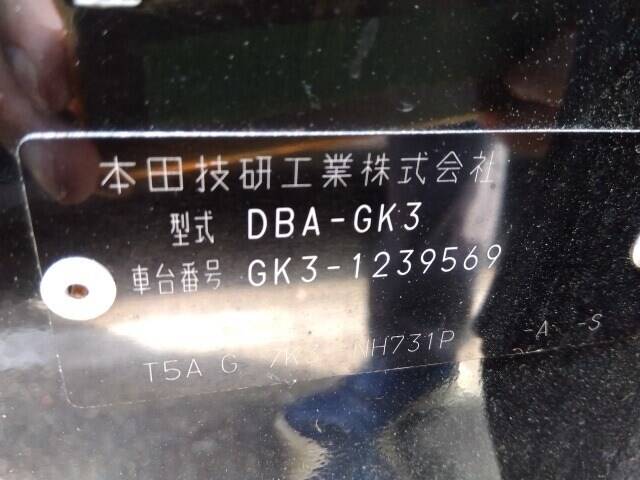 本田技研工業株式会社
型式 DBA-GK3
車台番号 GK3-1239569
T5A G NH731P -A -S